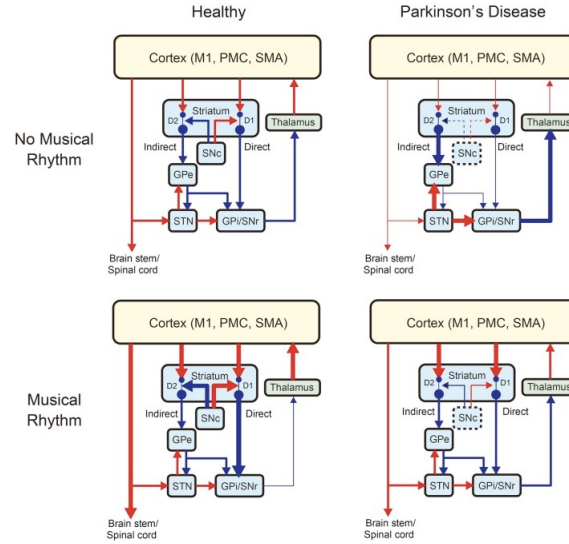 Healthy
Parkinson's Disease
No Musical
Rhythm
Cortex (M1, PMC, SMA)
Striatum
D2
D1
Thalamus
Indirect
SNc
Direct
GPe
STN
GPi/SNr
Brain stem/
Spinal cord
Cortex (M1, PMC, SMA)
Striatum
D2
D1
Thalamus
Indirect
SNc
Direct
GPe
STN
GPi/SNr
Brain stem/
Spinal cord
Musical
Rhythm
Cortex (M1, PMC, SMA)
Striatum
D2
D1
Thalamus
Indirect
SNc
Direct
GPe
STN
GPi/SNr
Brain stem/
Spinal cord
Cortex (M1, PMC, SMA)
Striatum
D2
D1
Thalamus
Indirect
SNc
Direct
GPe
STN
GPi/SNr
Brain stem/
Spinal cord